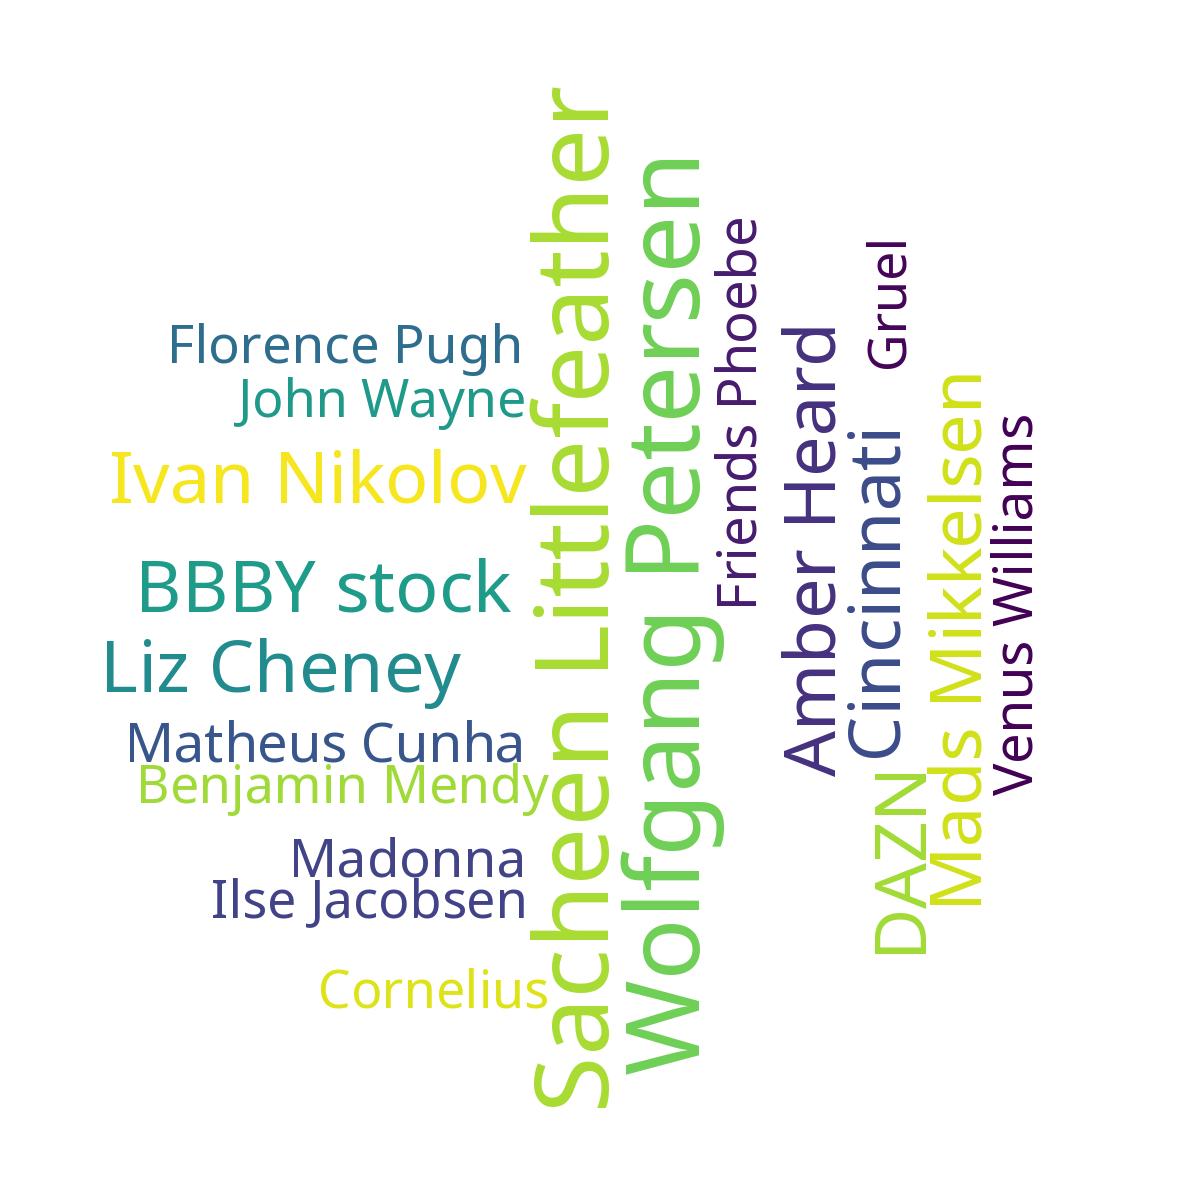 Florence Pugh
John Wayne
Ivan Nikolov
BBBY stock
Liz Cheney
Matheus Cunha
Benjamin Mendy
Madonna
Ilse Jacobsen
Cornelius
Sacheen Littlefeather
Wolfgang Petersen
Friends Phoebe
Amber Heard
Cincinnati
Gruel
DAZN
Mads Mikkelsen
Venus Williams